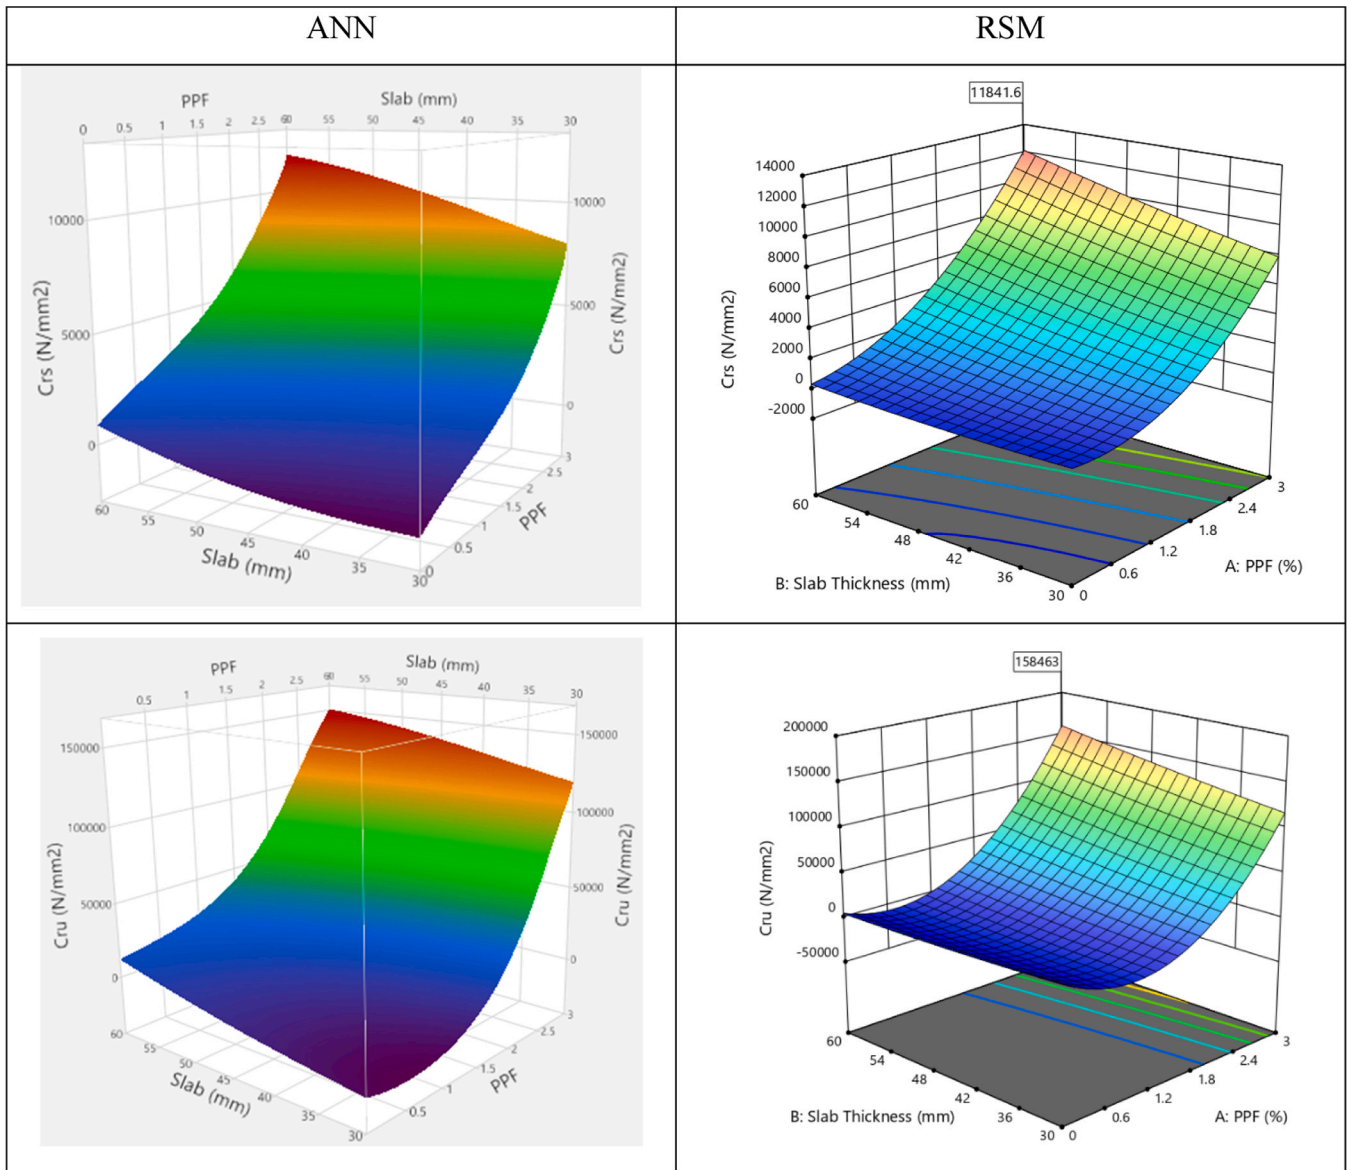 ANN
RSM
PPF
Slab (mm)
0 0.5 1 1.5 2 2.5 60 55 50 45 40 35 30
10000
5000
0
Crs (N/mm2)
10000
5000
0
Crs (N/mm2)
60 55 50 45 40 35 30
Slab (mm)
0 0.5 1 1.5 2 2.5 3
PPF
11841.6
14000
12000
10000
8000
6000
4000
2000
0
-2000
Crs (N/mm2)
60 54 48 42 36 30
B: Slab Thickness (mm)
0 0.6 1.2 1.8 2.4 3
A: PPF (%)
PPF
Slab (mm)
0.5 1 1.5 2 2.5 60 55 50 45 40 35 30
150000
100000
50000
0
Cru (N/mm2)
150000
100000
50000
0
Cru (N/mm2)
60 55 50 45 40 35 30
Slab (mm)
0.5 1 1.5 2 2.5 3
PPF
158463
200000
150000
100000
50000
0
-50000
Cru (N/mm2)
60 54 48 42 36 30
B: Slab Thickness (mm)
0 0.6 1.2 1.8 2.4 3
A: PPF (%)